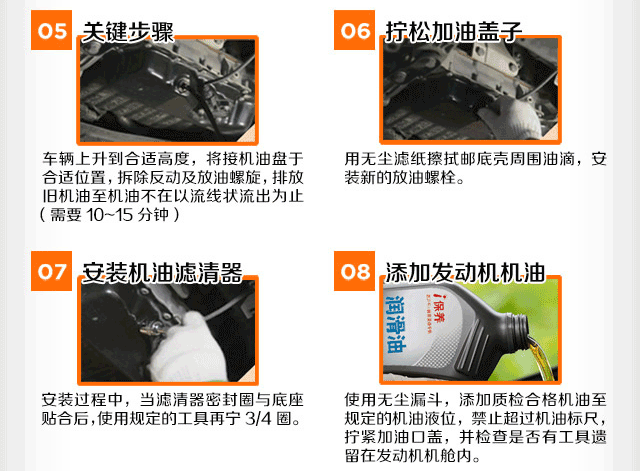 05 关键步骤
车辆上升到合适高度，将接机油盘于
合适位置，拆除反动及放油螺旋，排放
旧机油至机油不在以流线状流出为止
（需要10~15分钟）
06 拧松加油盖子
用无尘滤纸擦拭邮底壳周围油滴，安
装新的放油螺栓。
07 安装机油滤清器
安装过程中，当滤清器密封圈与底座
贴合后，使用规定的工具再宁3/4圈。
08 添加发动机机油
i保养
润滑油
使用无尘漏斗，添加质检合格机油至
规定的机油液位，禁止超过机油标尺，
拧紧加油口盖，并检查是否有工具遗
留在发动机机舱内。